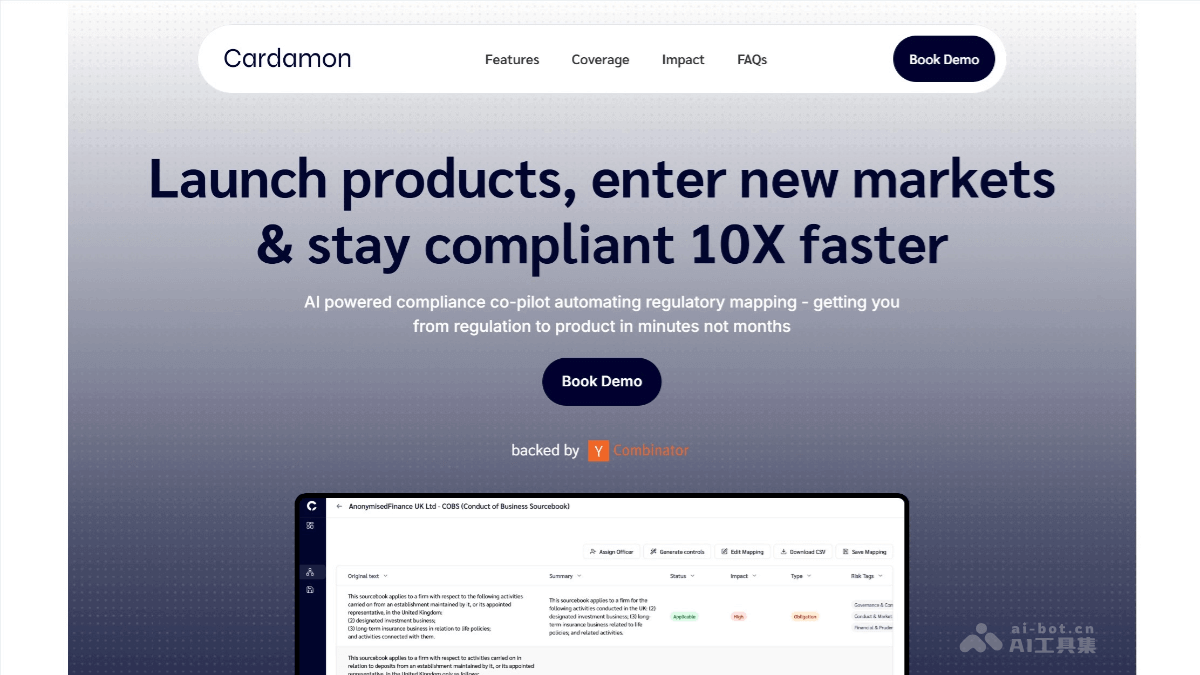 Cardamon
Features
Coverage
Impact
FAQs
Book Demo
Launch products, enter new markets
& stay compliant 10X faster
AI powered compliance co-pilot automating regulatory mapping - getting you
from regulation to product in minutes not months
Book Demo
backed by Y Combinator
AnonymisedFinance UK Ltd - COBS (Conduct of Business Sourcebook)
Assign Officer
Generate controls
Edit Mapping
Download CSV
Save Mapping
Original text
Summary
Status
Impact
Type
Risk Tags
This sourcebook applies to a firm with respect to the following activities
carried on from an establishment maintained by it, or its appointed
representative, in the United Kingdom:
(2) designated investment business;
(3) long-term insurance business in relation to life policies;
and activities connected with them.
This sourcebook applies to a firm for the
following activities conducted in the UK: (2)
designated investment business; (3) long-
term insurance business related to life
policies; and related activities.
Applicable
High
Obligation
Governance & Con
Conduct & Market
Financial & Pruden
This sourcebook applies to a firm with respect to activities carried on in
relation to deposits from an establishment maintained by it, or its appointed
representative, in the United Kingdom only as follows:
ai-bot.cn
AI工具集